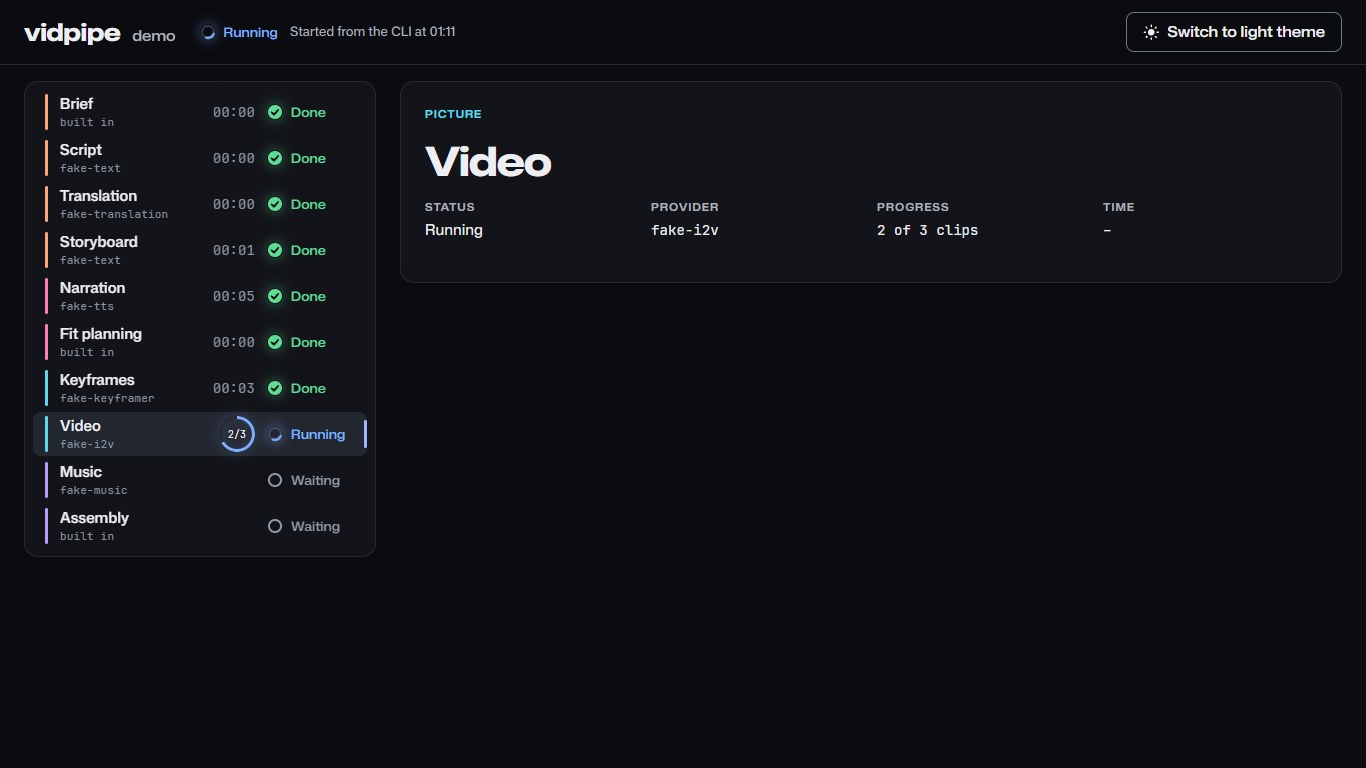 vidpipe demo Running Started from the CLI at 01:11 Switch to light theme
Brief 00:00 Done
built in
Script 00:00 Done
fake-text
Translation 00:00 Done
fake-translation
Storyboard 00:01 Done
fake-text
Narration 00:05 Done
fake-tts
Fit planning 00:00 Done
built in
Keyframes 00:03 Done
fake-keyframer
Video 2/3 Running
fake-i2v
Music Waiting
fake-music
Assembly Waiting
built in
PICTURE
Video
STATUS PROVIDER PROGRESS TIME
Running fake-i2v 2 of 3 clips –